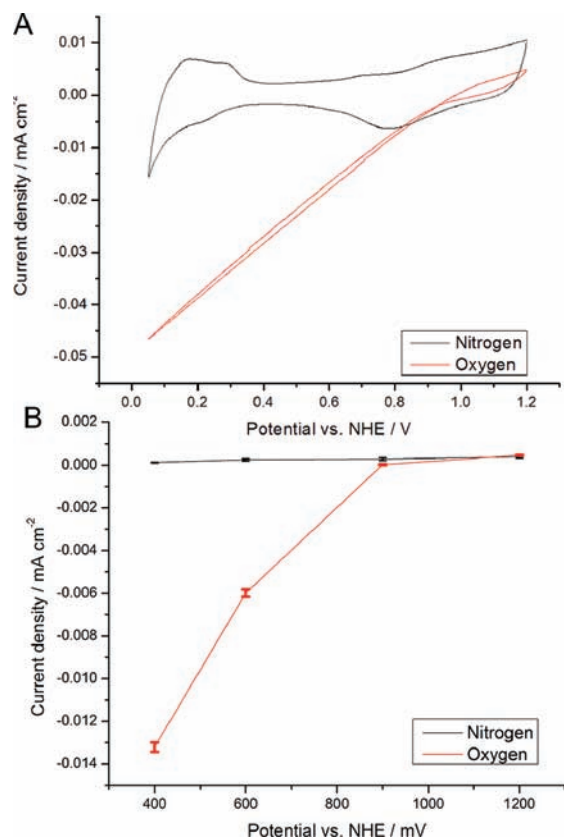 A
0.01
0.00
-0.01
-0.02
-0.03
-0.04
-0.05
Current density / mA cm⁻²
Nitrogen
Oxygen
0.0 0.2 0.4 0.6 0.8 1.0 1.2
Potential vs. NHE / V
B
0.002
0.000
-0.002
-0.004
-0.006
-0.008
-0.010
-0.012
-0.014
Current density / mA cm⁻²
Nitrogen
Oxygen
400 600 800 1000 1200
Potential vs. NHE / mV